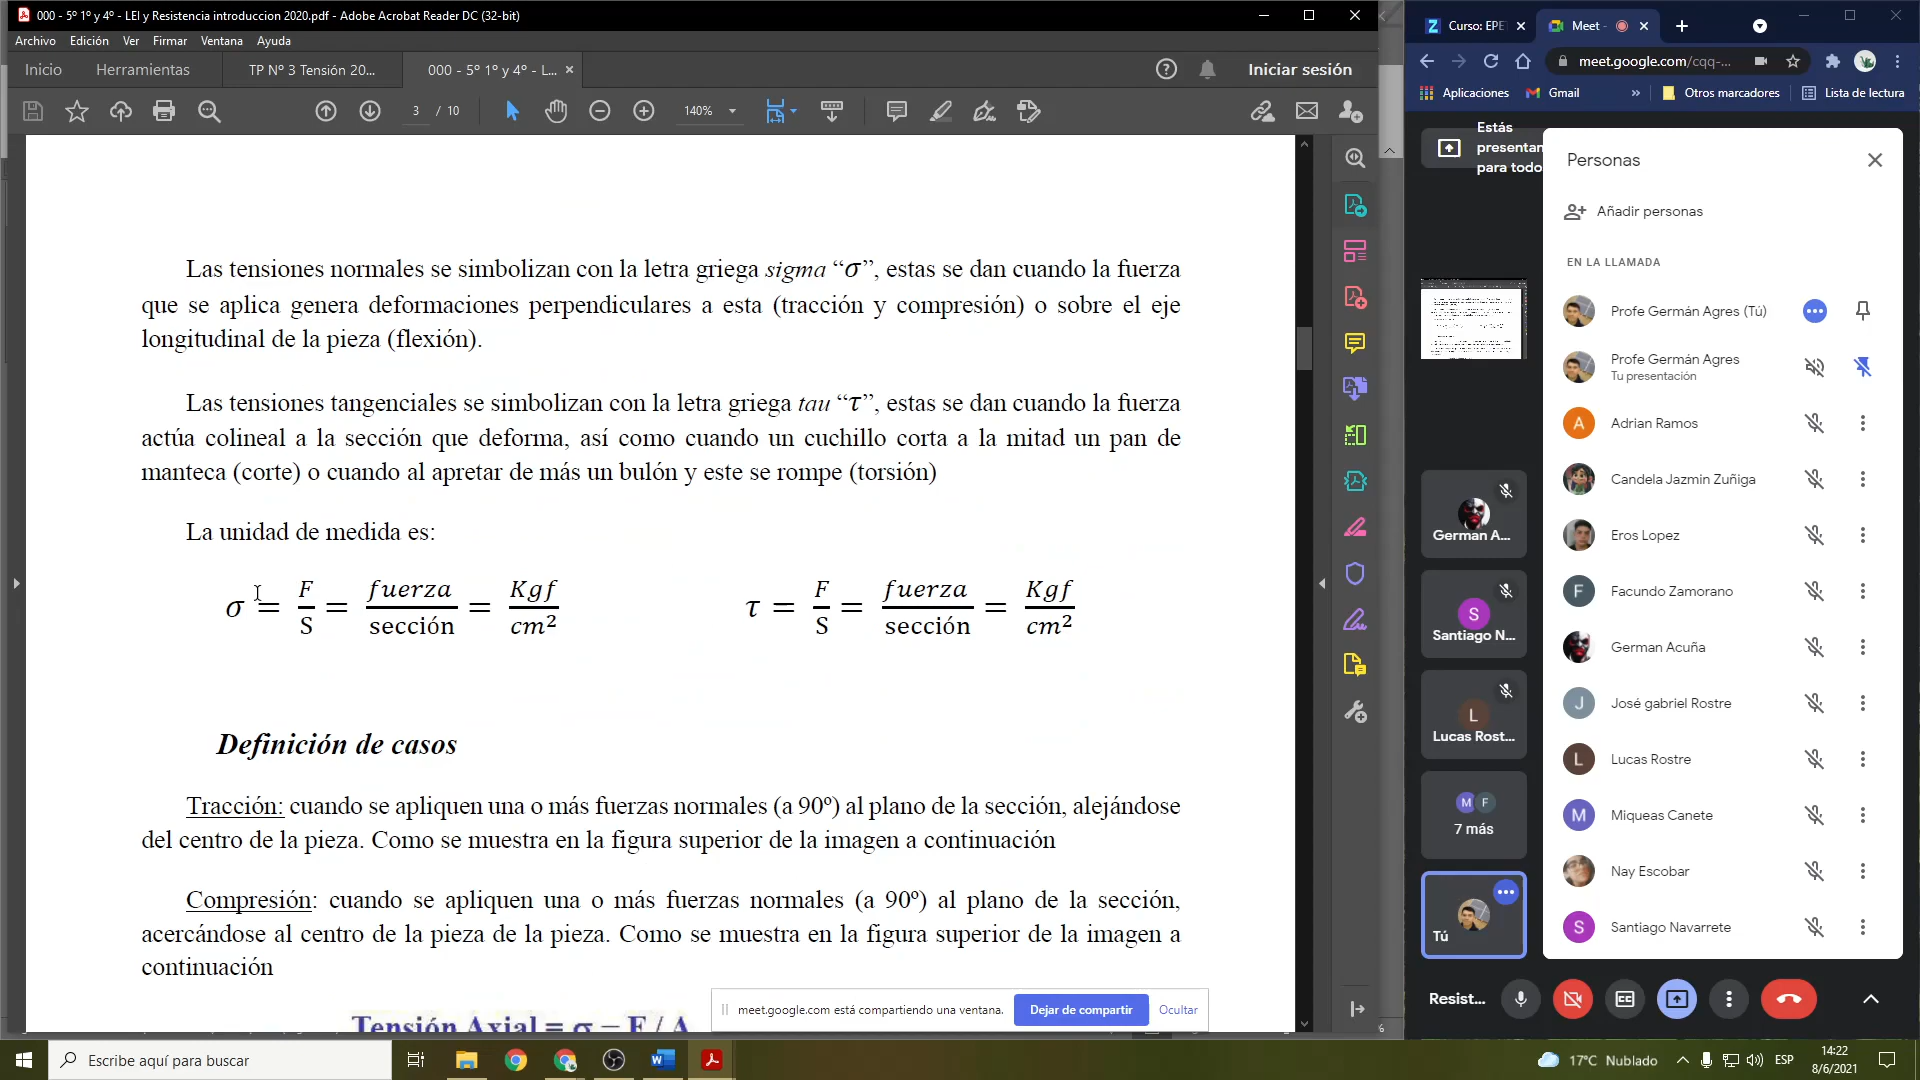 000 - 5º 1º y 4º - LEI y Resistencia introduccion 2020.pdf - Adobe Acrobat Reader DC (32-bit)
Archivo Edición Ver Firmar Ventana Ayuda
Inicio Herramientas TP Nº 3 Tensión 20... 000 - 5º 1º y 4º - L... Iniciar sesión
3 / 10 140%
Las tensiones normales se simbolizan con la letra griega sigma “σ”, estas se dan cuando la fuerza
que se aplica genera deformaciones perpendiculares a esta (tracción y compresión) o sobre el eje
longitudinal de la pieza (flexión).
Las tensiones tangenciales se simbolizan con la letra griega tau “τ”, estas se dan cuando la fuerza
actúa colineal a la sección que deforma, así como cuando un cuchillo corta a la mitad un pan de
manteca (corte) o cuando al apretar de más un bulón y este se rompe (torsión)
La unidad de medida es:
σ = F/S = fuerza/sección = Kgf/cm² τ = F/S = fuerza/sección = Kgf/cm²
Definición de casos
Tracción: cuando se apliquen una o más fuerzas normales (a 90º) al plano de la sección, alejándose
del centro de la pieza. Como se muestra en la figura superior de la imagen a continuación
Compresión: cuando se apliquen una o más fuerzas normales (a 90º) al plano de la sección,
acercándose al centro de la pieza de la pieza. Como se muestra en la figura superior de la imagen a
continuación
Tensión Axial = σ = F / A
meet.google.com está compartiendo una ventana. Dejar de compartir Ocultar
Curso: EPE Meet -
meet.google.com/cqq-...
Aplicaciones Gmail » Otros marcadores Lista de lectura
Estás
presentan
para todo
Personas
Añadir personas
EN LA LLAMADA
Profe Germán Agres (Tú)
Profe Germán Agres
Tu presentación
Adrian Ramos
Candela Jazmin Zuñiga
Eros Lopez
Facundo Zamorano
German Acuña
José gabriel Rostre
Lucas Rostre
Miqueas Canete
Nay Escobar
Santiago Navarrete
German A...
S
Santiago N...
L
Lucas Rost...
M F
7 más
Tú
A
F
J
L
M
S
Resist...
Escribe aquí para buscar
17°C Nublado ESP 14:22
8/6/2021